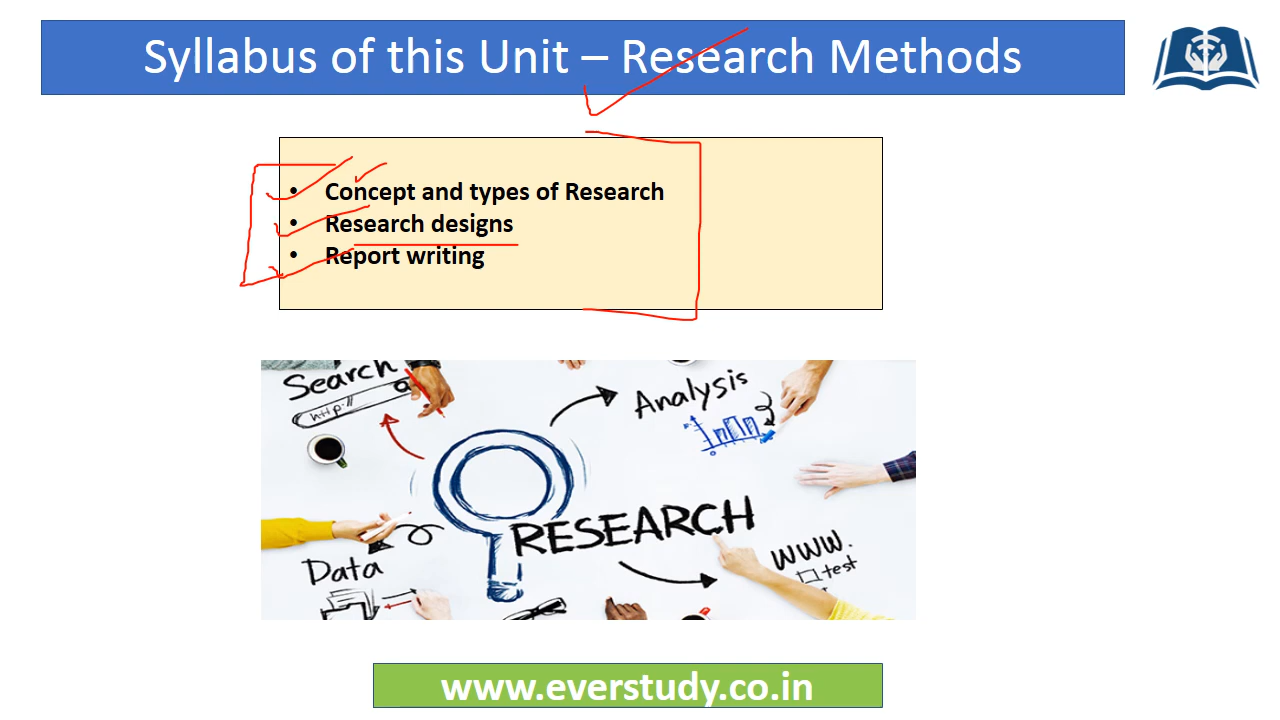 Syllabus of this Unit – Research Methods
• Concept and types of Research
• Research designs
• Report writing
Search
http://
Analysis
RESEARCH
WWW.
test
Data
www.everstudy.co.in